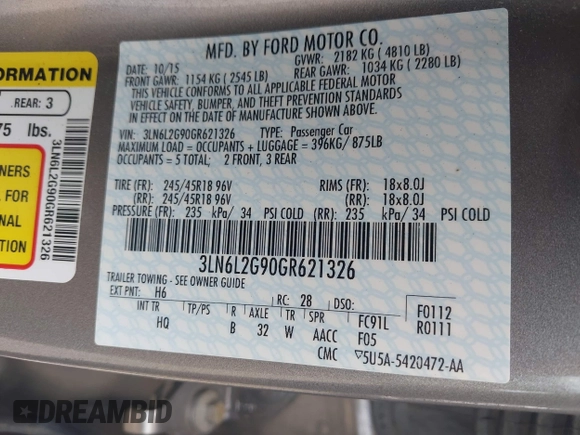 ORMATION
REAR: 3
75 lbs.
NERS
L FOR
ONAL
ON
3LN6L2G90GR621326
MFD. BY FORD MOTOR CO.
DATE: 10/15 GVWR: 2182 KG ( 4810 LB)
FRONT GAWR: 1154 KG ( 2545 LB) REAR GAWR: 1034 KG ( 2280 LB)
THIS VEHICLE CONFORMS TO ALL APPLICABLE FEDERAL MOTOR
VEHICLE SAFETY, BUMPER, AND THEFT PREVENTION STANDARDS
IN EFFECT ON THE DATE OF MANUFACTURE SHOWN ABOVE.
VIN: 3LN6L2G90GR621326 TYPE: Passenger Car
MAXIMUM LOAD = OCCUPANTS + LUGGAGE = 396KG/ 875LB
OCCUPANTS = 5 TOTAL; 2 FRONT, 3 REAR
TIRE (FR): 245/45R18 96V RIMS (FR): 18x8.0J
(RR): 245/45R18 96V (RR): 18x8.0J
PRESSURE (FR): 235 kPa/ 34 PSI COLD (RR): 235 kPa/ 34 PSI COLD
3LN6L2G90GR621326
TRAILER TOWING - SEE OWNER GUIDE
EXT PNT: H6 RC: 28 DSO:
INT TR TP/PS R AXLE TR SPR FC91L F0112
HQ B 32 W AACC F05 R0111
CMC ▽5U5A-5420472-AA
DREAMBID